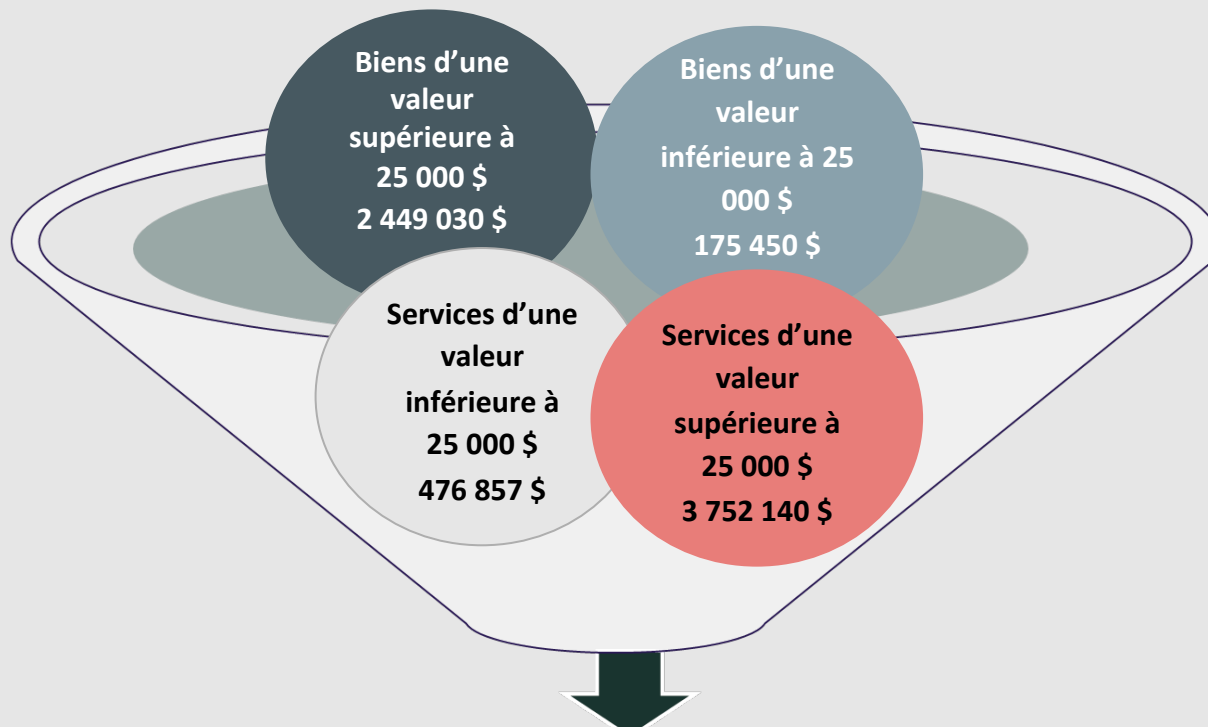 Biens d’une
valeur
supérieure à
25 000 $
2 449 030 $
Biens d’une
valeur
inférieure à 25
000 $
175 450 $
Services d’une
valeur
inférieure à
25 000 $
476 857 $
Services d’une
valeur
supérieure à
25 000 $
3 752 140 $